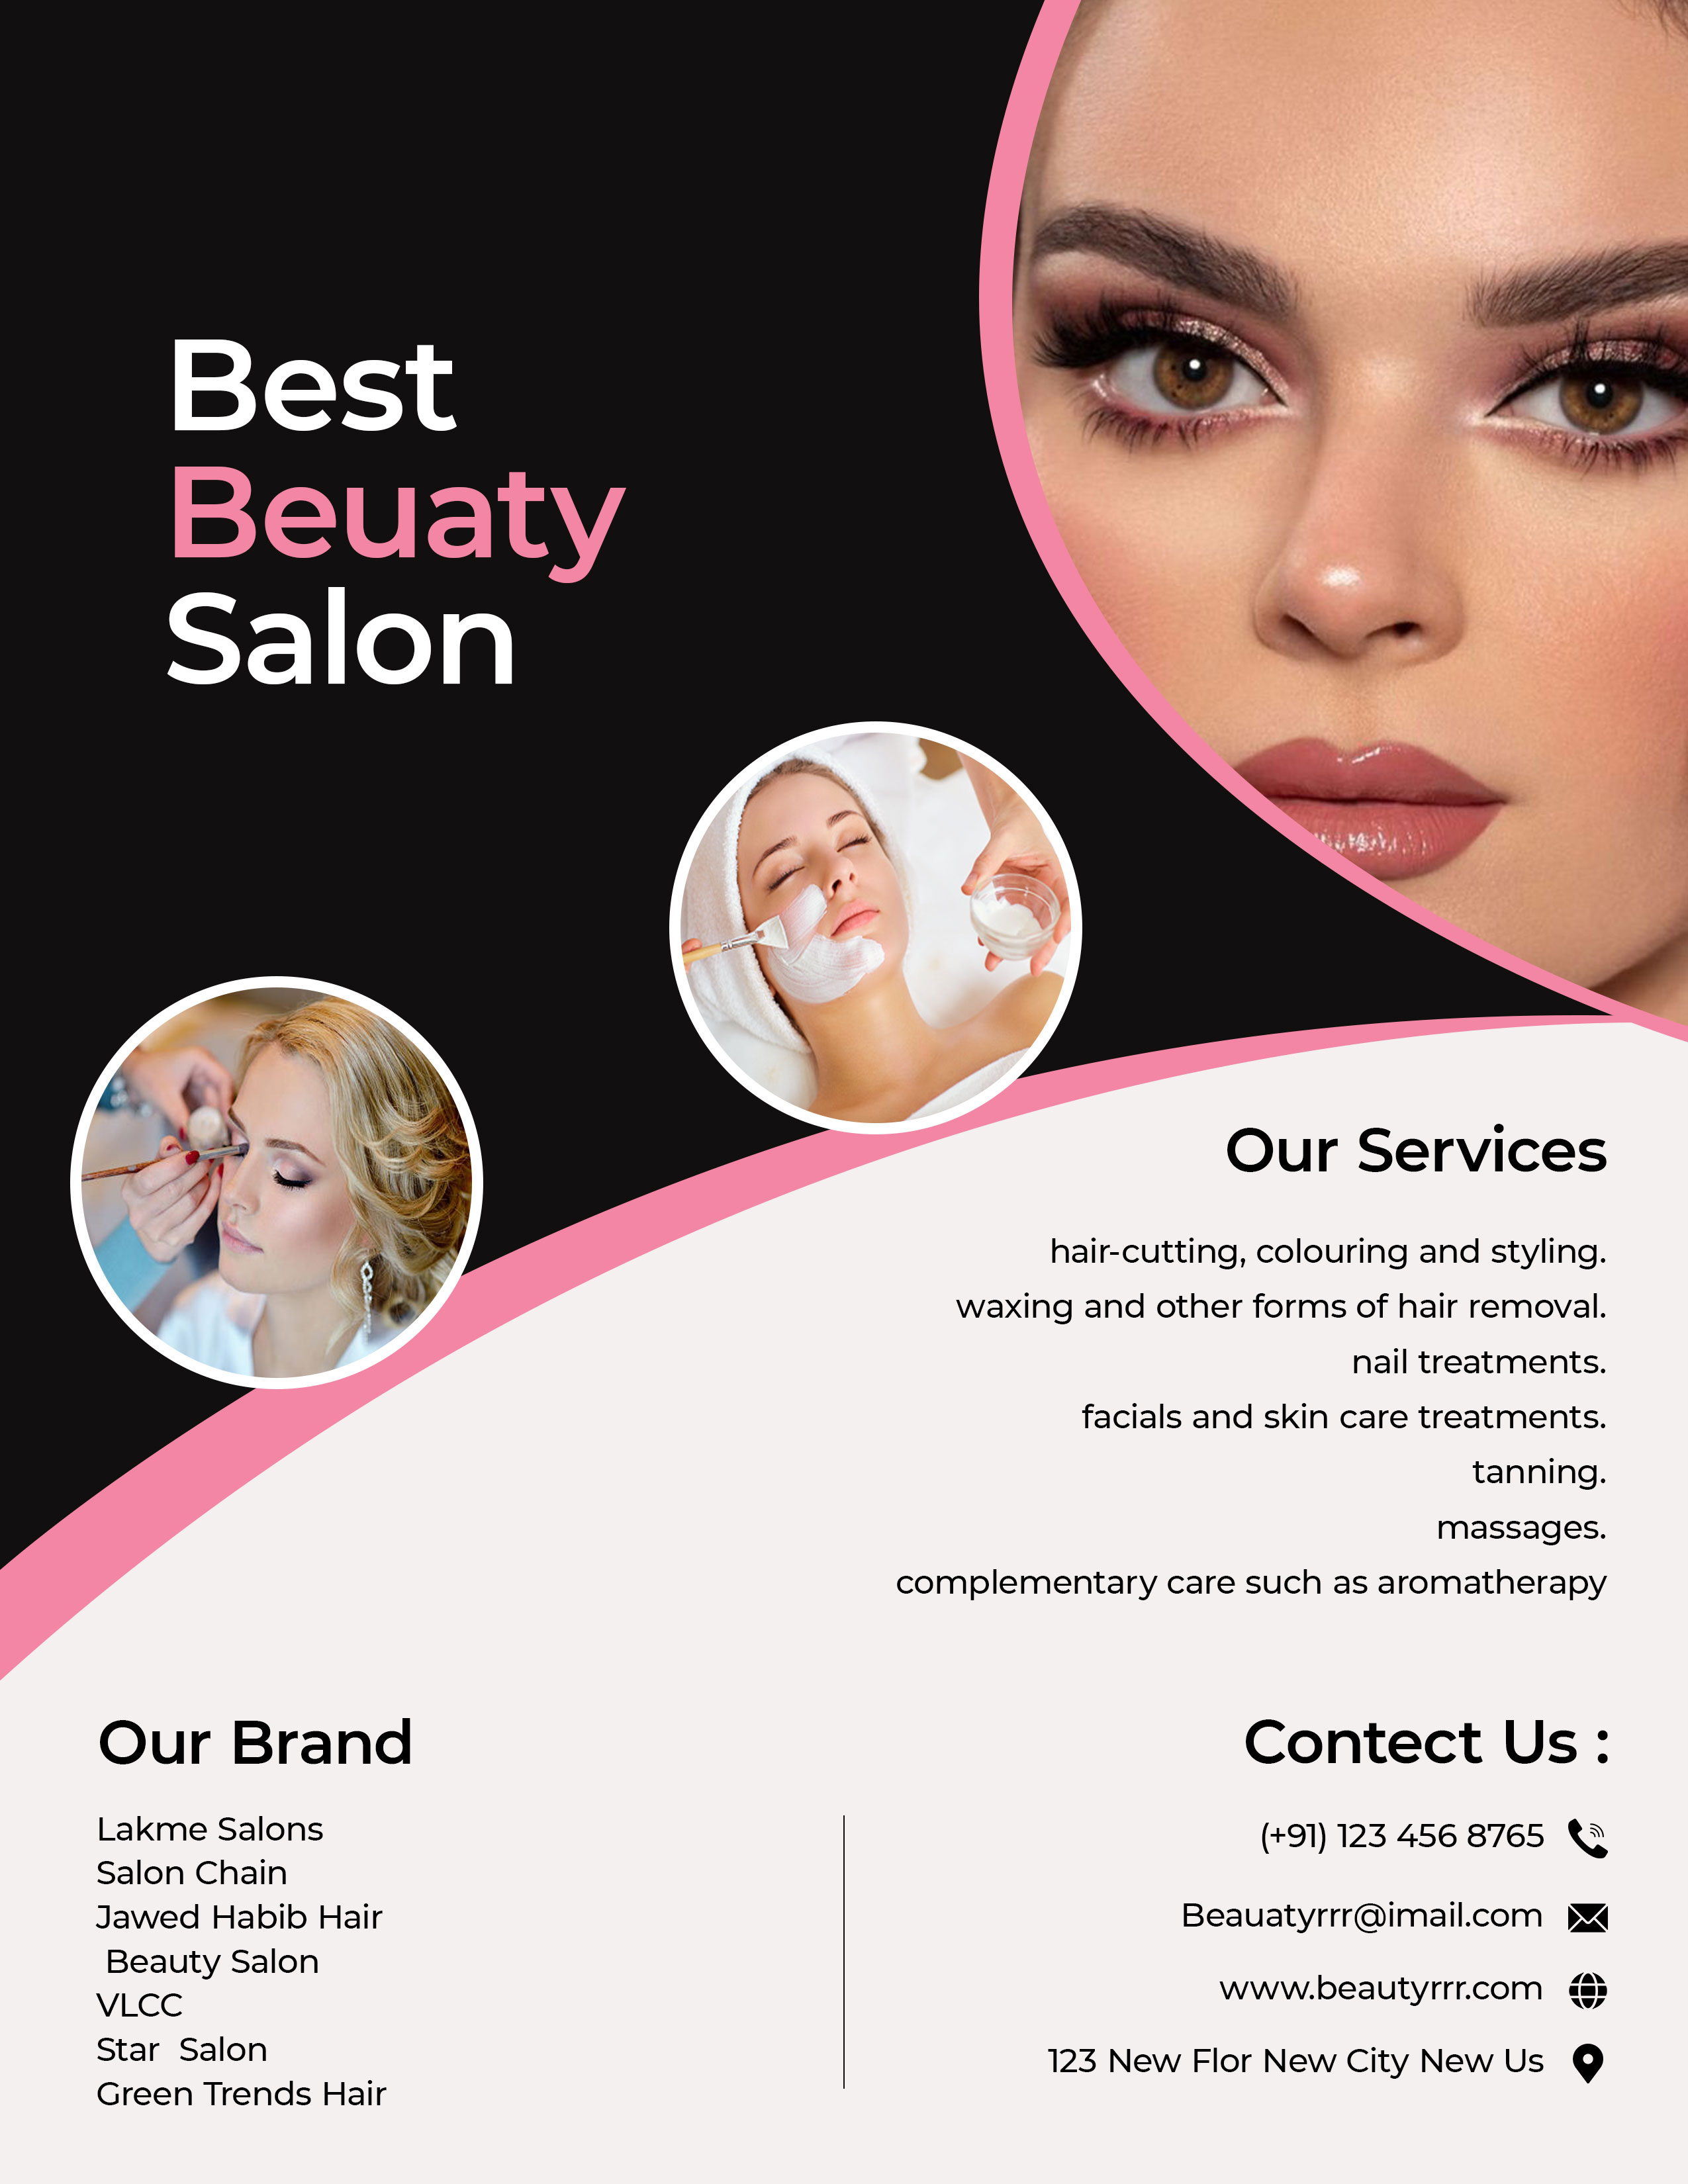 Best
Beuaty
Salon
Our Services
hair-cutting, colouring and styling.
waxing and other forms of hair removal.
nail treatments.
facials and skin care treatments.
tanning.
massages.
complementary care such as aromatherapy
Our Brand
Lakme Salons
Salon Chain
Jawed Habib Hair
Beauty Salon
VLCC
Star  Salon
Green Trends Hair
Contect Us :
(+91) 123 456 8765
Beauatyrrr@imail.com
www.beautyrrr.com
123 New Flor New City New Us